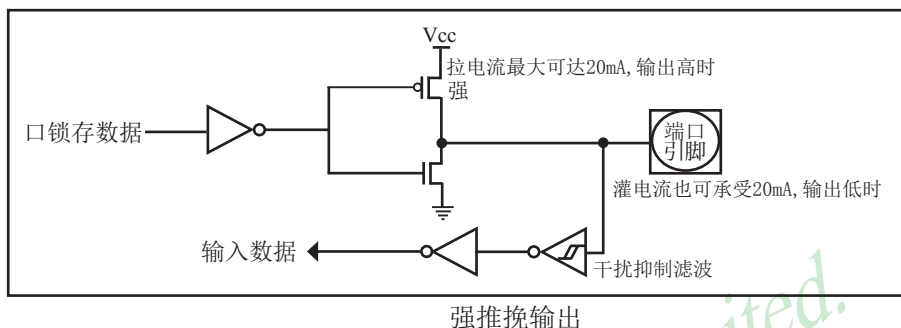 Vcc
拉电流最大可达20mA,输出高时
强
口锁存数据
端口
引脚
灌电流也可承受20mA,输出低时
输入数据
干扰抑制滤波
强推挽输出